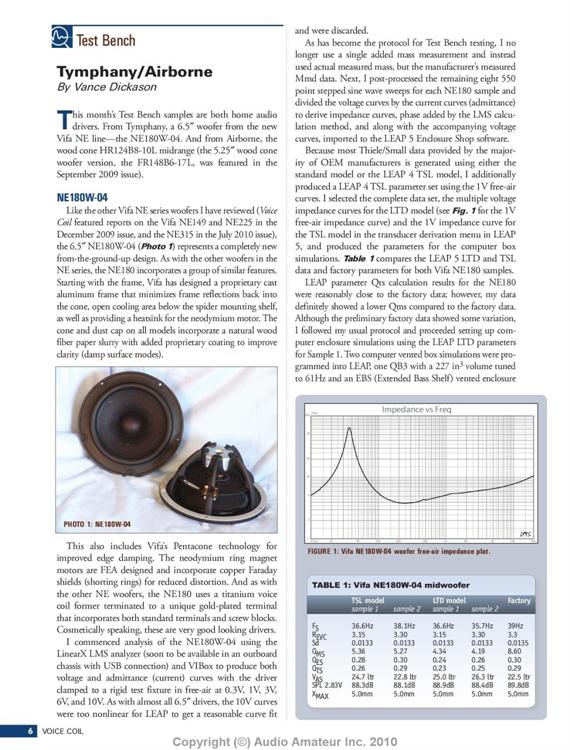 Test Bench
Tymphany/Airborne
By Vance Dickason
This month's Test Bench samples are both home audio
drivers. From Tymphany, a 6.5" woofer from the new
Vifa NE line—the NE180W-04. And from Airborne, the
wood cone HR124B8-10L midrange (the 5.25" wood cone
woofer version, the FR148B6-17L, was featured in the
September 2009 issue).
NE180W-04
Like the other Vifa NE series woofers I have reviewed (Voice
Coil featured reports on the Vifa NE149 and NE225 in the
December 2009 issue, and the NE315 in the July 2010 issue),
the 6.5" NE180W-04 (Photo 1) represents a completely new
from-the-ground-up design. As with the other woofers in the
NE series, the NE180 incorporates a group of similar features.
Starting with the frame, Vifa has designed a proprietary cast
aluminum frame that minimizes frame reflections back into
the cone, open cooling area below the spider mounting shelf,
as well as providing a heatsink for the neodymium motor. The
cone and dust cap on all models incorporate a natural wood
fiber paper slurry with added proprietary coating to improve
clarity (damp surface modes).
PHOTO 1: NE180W-04
This also includes Vifa's Pentacone technology for
improved edge damping. The neodymium ring magnet
motors are FEA designed and incorporate copper Faraday
shields (shorting rings) for reduced distortion. And as with
the other NE woofers, the NE180 uses a titanium voice
coil former terminated to a unique gold-plated terminal
that incorporates both standard terminals and screw blocks.
Cosmetically speaking, these are very good looking drivers.
I commenced analysis of the NE180W-04 using the
LinearX LMS analyzer (soon to be available in an outboard
chassis with USB connection) and VIBox to produce both
voltage and admittance (current) curves with the driver
clamped to a rigid test fixture in free-air at 0.3V, 1V, 3V,
6V, and 10V. As with almost all 6.5" drivers, the 10V curves
were too nonlinear for LEAP to get a reasonable curve fit
and were discarded.
As has become the protocol for Test Bench testing, I no
longer use a single added mass measurement and instead
used actual measured mass, but the manufacturer's measured
Mmd data. Next, I post-processed the remaining eight 550
point stepped sine wave sweeps for each NE180 sample and
divided the voltage curves by the current curves (admittance)
to derive impedance curves, phase added by the LMS calcu-
lation method, and along with the accompanying voltage
curves, imported to the LEAP 5 Enclosure Shop software.
Because most Thiele/Small data provided by the major-
ity of OEM manufacturers is generated using either the
standard model or the LEAP 4 TSL model, I additionally
produced a LEAP 4 TSL parameter set using the 1V free-air
curves. I selected the complete data set, the multiple voltage
impedance curves for the LTD model (see Fig. 1 for the 1V
free-air impedance curve) and the 1V impedance curve for
the TSL model in the transducer derivation menu in LEAP
5, and produced the parameters for the computer box
simulations. Table 1 compares the LEAP 5 LTD and TSL
data and factory parameters for both Vifa NE180 samples.
LEAP parameter Qts calculation results for the NE180
were reasonably close to the factory data; however, my data
definitely showed a lower Qms compared to the factory data.
Although the preliminary factory data showed some variation,
I followed my usual protocol and proceeded setting up com-
puter enclosure simulations using the LEAP LTD parameters
for Sample 1. Two computer vented box simulations were pro-
grammed into LEAP, one QB3 with a 227 in³ volume tuned
to 61Hz and an EBS (Extended Bass Shelf) vented enclosure
Impedance vs Freq
LMS
FIGURE 1: Vifa NE180W-04 woofer free-air impedance plot.
TABLE 1: Vifa NE180W-04 midwoofer
TSL model LTD model Factory
sample 1 sample 2 sample 1 sample 2
FS 36.6Hz 38.1Hz 36.6Hz 35.7Hz 39Hz
REVC 3.15 3.30 3.15 3.30 3.3
Sd 0.0133 0.0133 0.0133 0.0133 0.0135
QMS 5.36 5.27 4.34 4.19 8.60
QES 0.28 0.30 0.24 0.26 0.30
QTS 0.26 0.29 0.23 0.25 0.29
VAS 24.7 ltr 22.8 ltr 25.0 ltr 26.3 ltr 22.5 ltr
SPL 2.83V 88.3dB 88.1dB 88.9dB 88.4dB 89.8dB
XMAX 5.0mm 5.0mm 5.0mm 5.0mm 5.0mm
6 VOICE COIL
Copyright (©) Audio Amateur Inc. 2010